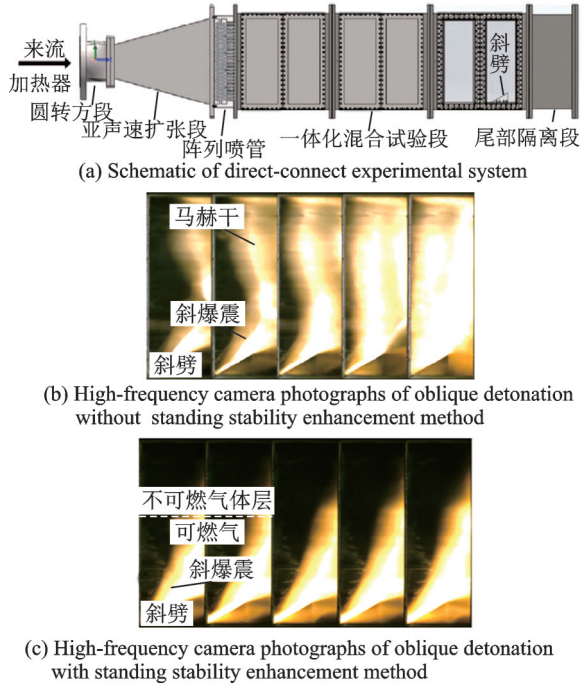 来流
加热器
圆转方段
亚声速扩张段
阵列喷管
一体化混合试验段
斜劈
尾部隔离段
(a) Schematic of direct-connect experimental system
马赫干
斜爆震
斜劈
(b) High-frequency camera photographs of oblique detonation
without standing stability enhancement method
不可燃气体层
可燃气
斜爆震
斜劈
(c) High-frequency camera photographs of oblique detonation
with standing stability enhancement method